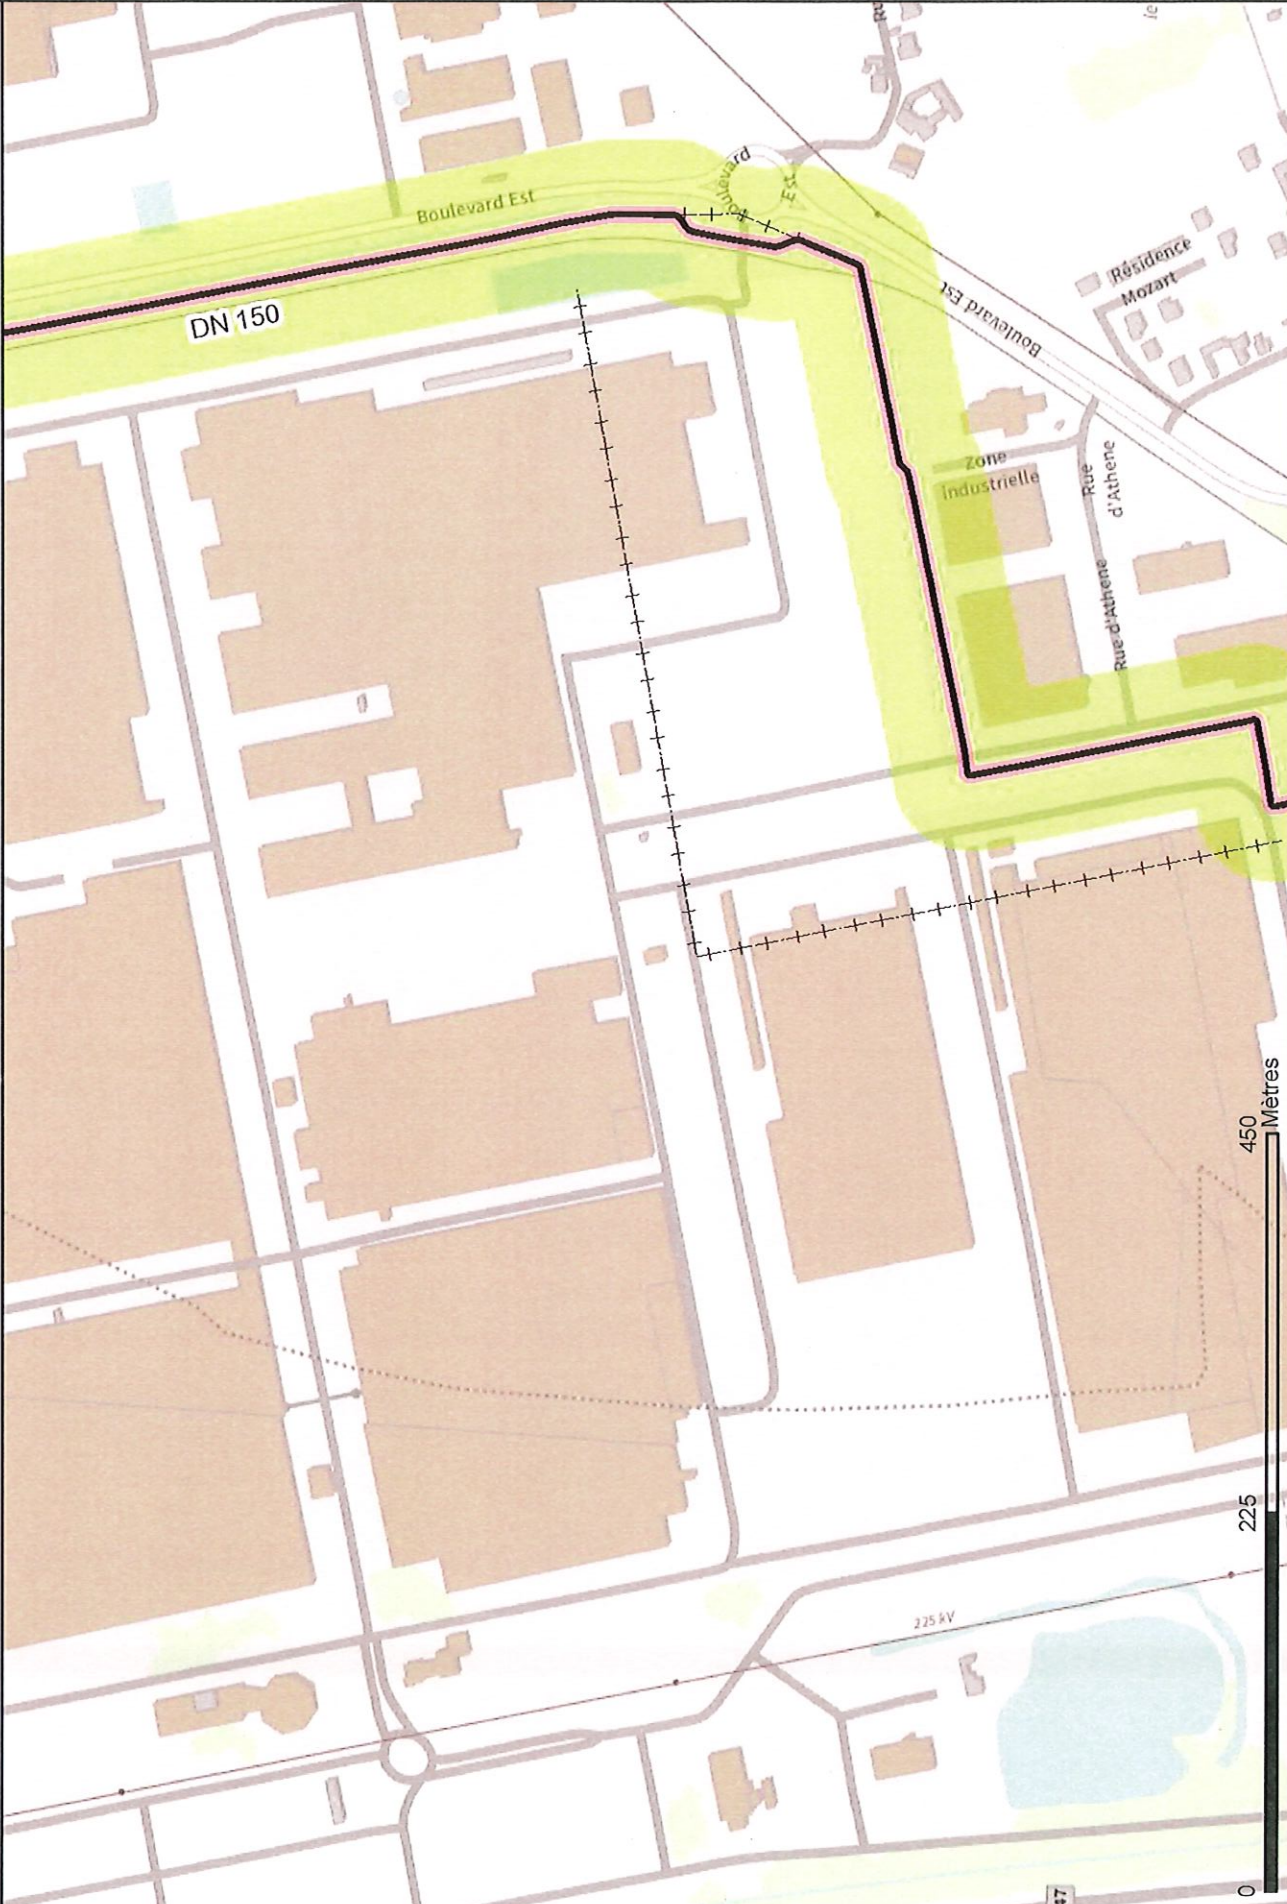 Boulevard Est
Boulevard
Est
DN 150
Boulevard Est
Résidence
Mozart
Zone
industrielle
Rue
d'Athene
Rue d'Athene
225 kV
0
225
450
Mètres
47